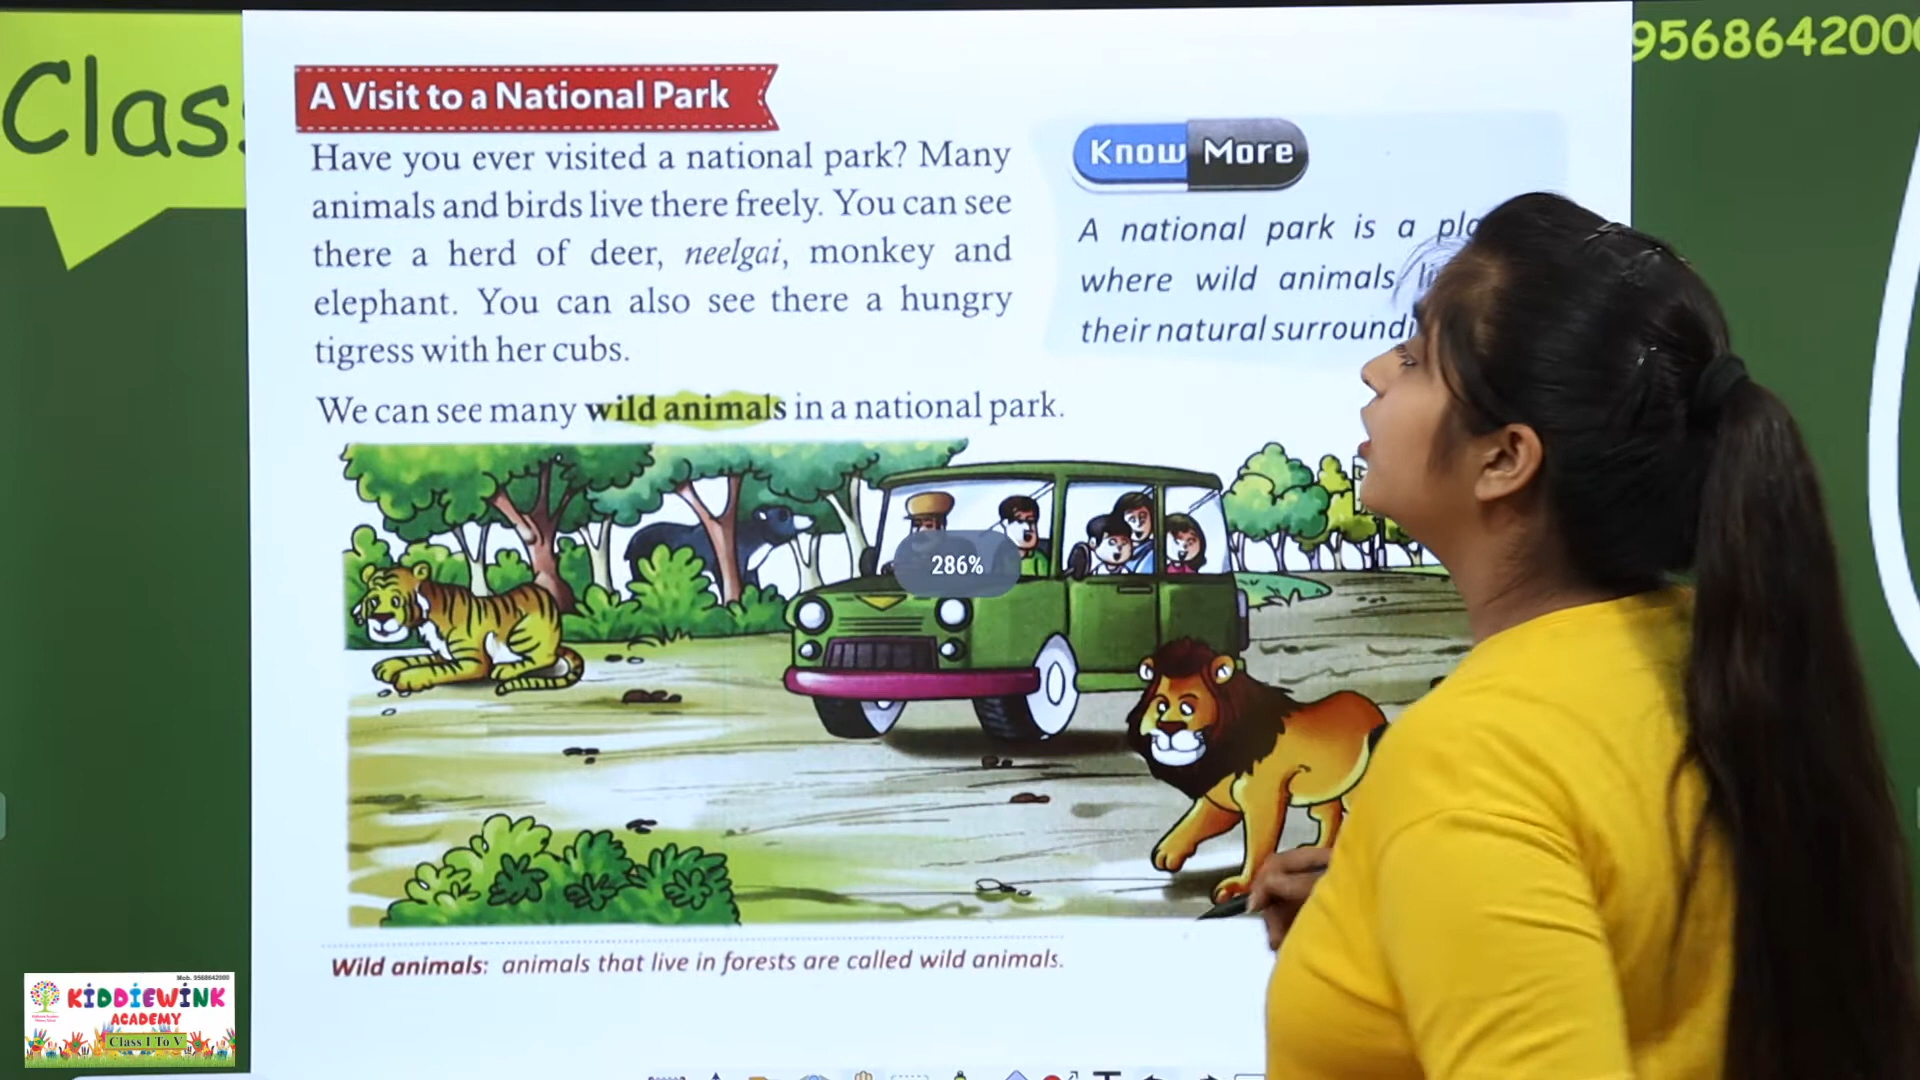 Clas
9568642000
A Visit to a National Park
Have you ever visited a national park? Many
animals and birds live there freely. You can see
there a herd of deer, neelgai, monkey and
elephant. You can also see there a hungry
tigress with her cubs.
We can see many wild animals in a national park.
Know More
A national park is a
where wild animals
their natural
286%
Wild animals: animals that live in forests are called wild animals.
Mob. 9568642000
KIDDIEWINK
ACADEMY
Class I To V